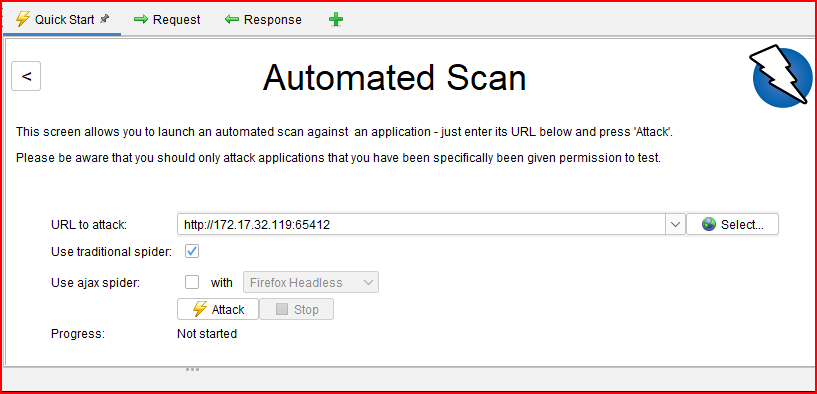 Quick Start Request Response
<
Automated Scan
This screen allows you to launch an automated scan against an application - just enter its URL below and press 'Attack'.
Please be aware that you should only attack applications that you have been specifically been given permission to test.
URL to attack: http://172.17.32.119:65412 Select...
Use traditional spider:
Use ajax spider: with Firefox Headless
Attack Stop
Progress: Not started